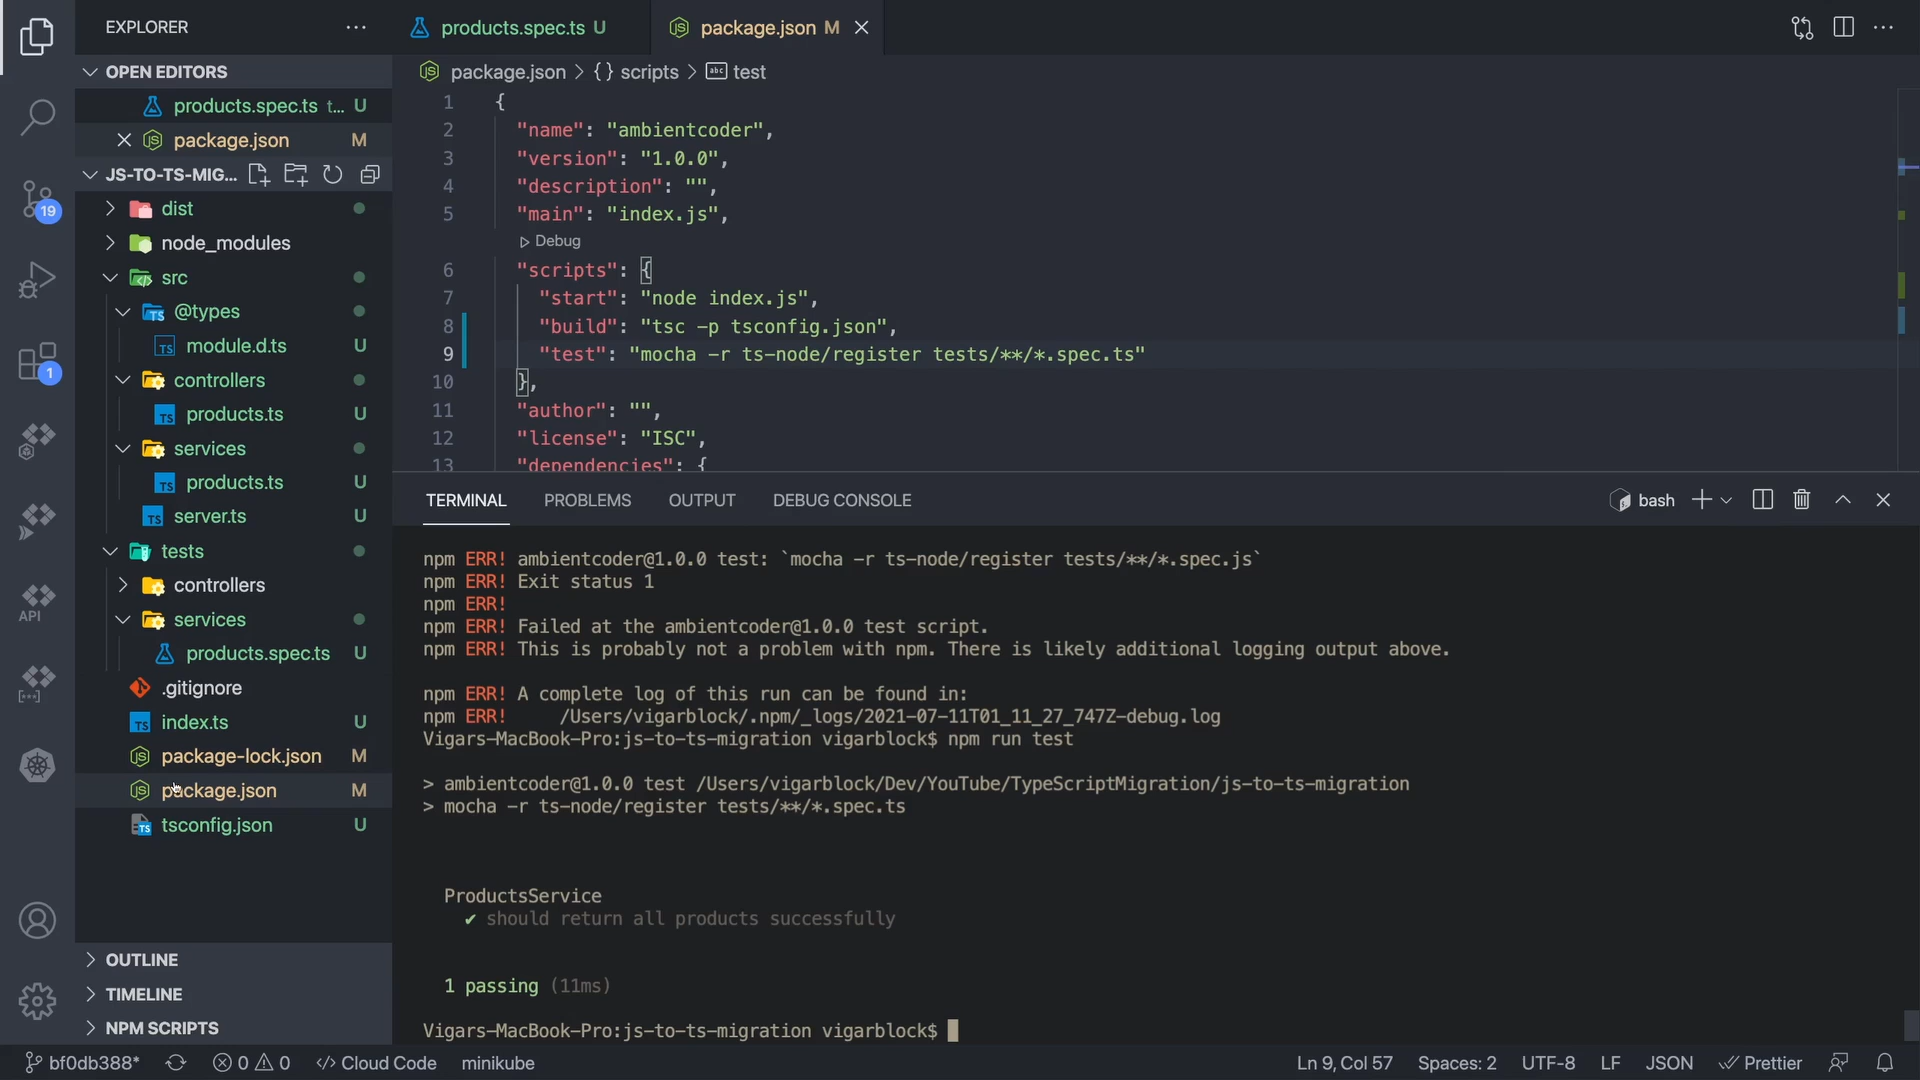 EXPLORER
products.spec.ts U
package.json M
OPEN EDITORS
products.spec.ts t... U
package.json M
JS-TO-TS-MIG...
dist
node_modules
src
@types
module.d.ts U
controllers
products.ts U
services
products.ts U
server.ts U
tests
controllers
services
products.spec.ts U
.gitignore
index.ts U
package-lock.json M
package.json M
tsconfig.json U
OUTLINE
TIMELINE
NPM SCRIPTS
19
1
API
package.json > {} scripts > abc test
1 {
2 "name": "ambientcoder",
3 "version": "1.0.0",
4 "description": "",
5 "main": "index.js",
Debug
6 "scripts": {
7 "start": "node index.js",
8 "build": "tsc -p tsconfig.json",
9 "test": "mocha -r ts-node/register tests/**/*.spec.ts"
10 },
11 "author": "",
12 "license": "ISC",
13 "dependencies": {
TERMINAL PROBLEMS OUTPUT DEBUG CONSOLE
bash
npm ERR! ambientcoder@1.0.0 test: `mocha -r ts-node/register tests/**/*.spec.js`
npm ERR! Exit status 1
npm ERR!
npm ERR! Failed at the ambientcoder@1.0.0 test script.
npm ERR! This is probably not a problem with npm. There is likely additional logging output above.
npm ERR! A complete log of this run can be found in:
npm ERR!     /Users/vigarblock/.npm/_logs/2021-07-11T01_11_27_747Z-debug.log
Vigars-MacBook-Pro:js-to-ts-migration vigarblock$ npm run test
> ambientcoder@1.0.0 test /Users/vigarblock/Dev/YouTube/TypeScriptMigration/js-to-ts-migration
> mocha -r ts-node/register tests/**/*.spec.ts
ProductsService
✔ should return all products successfully
1 passing (11ms)
Vigars-MacBook-Pro:js-to-ts-migration vigarblock$
bf0db388* 0 0 Cloud Code minikube
Ln 9, Col 57 Spaces: 2 UTF-8 LF JSON Prettier